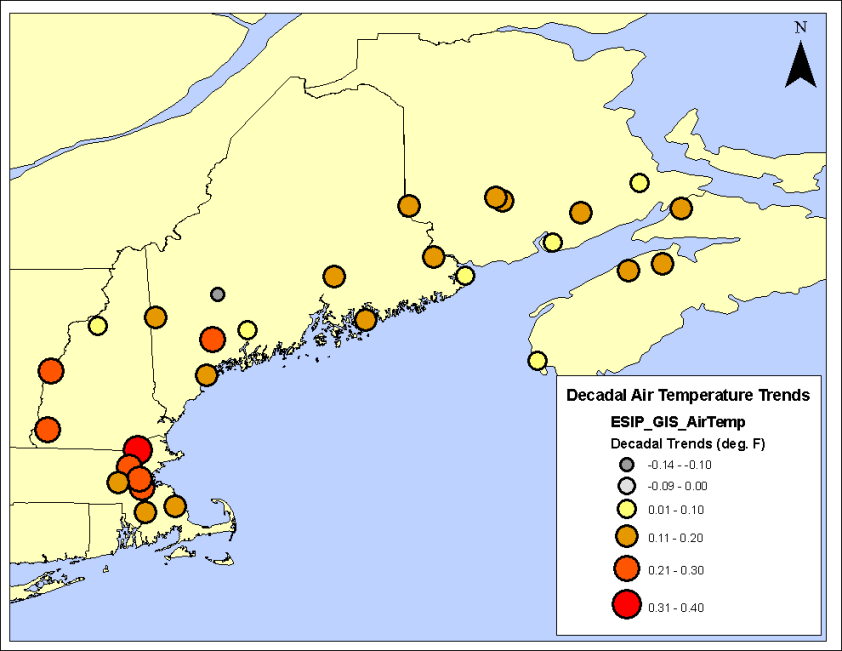 N
Decadal Air Temperature Trends
ESIP_GIS_AirTemp
Decadal Trends (deg. F)
-0.14 - -0.10
-0.09 - 0.00
0.01 - 0.10
0.11 - 0.20
0.21 - 0.30
0.31 - 0.40